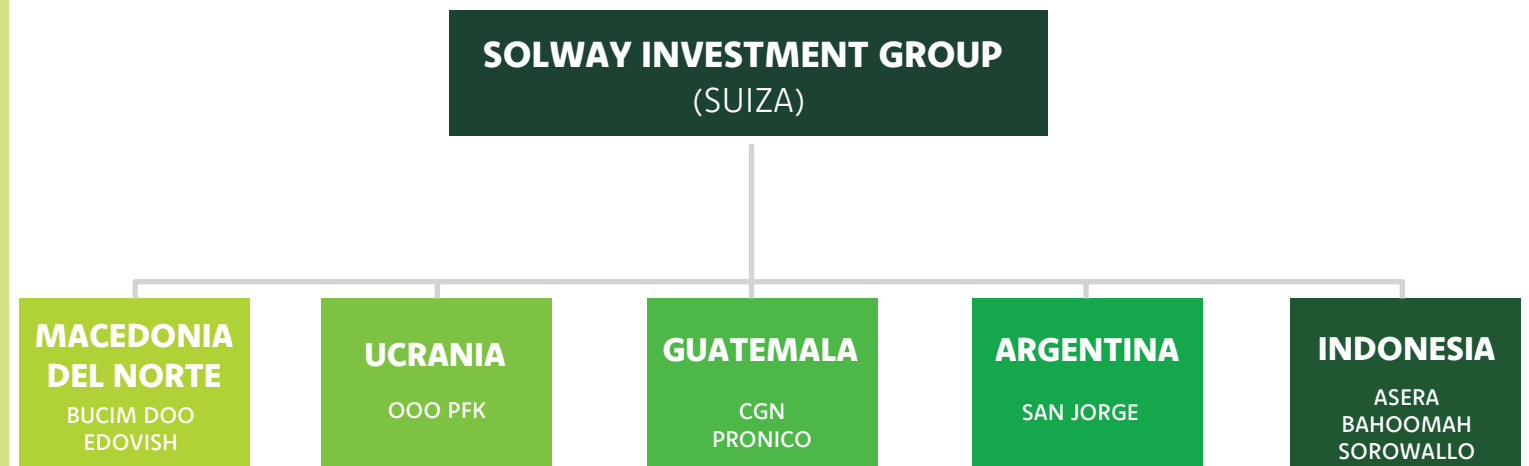 SOLWAY INVESTMENT GROUP
(SUIZA)
MACEDONIA
DEL NORTE
BUCIM DOO
EDOVISH
UCRANIA
OOO PFK
GUATEMALA
CGN
PRONICO
ARGENTINA
SAN JORGE
INDONESIA
ASERA
BAHOOMAH
SOROWALLO